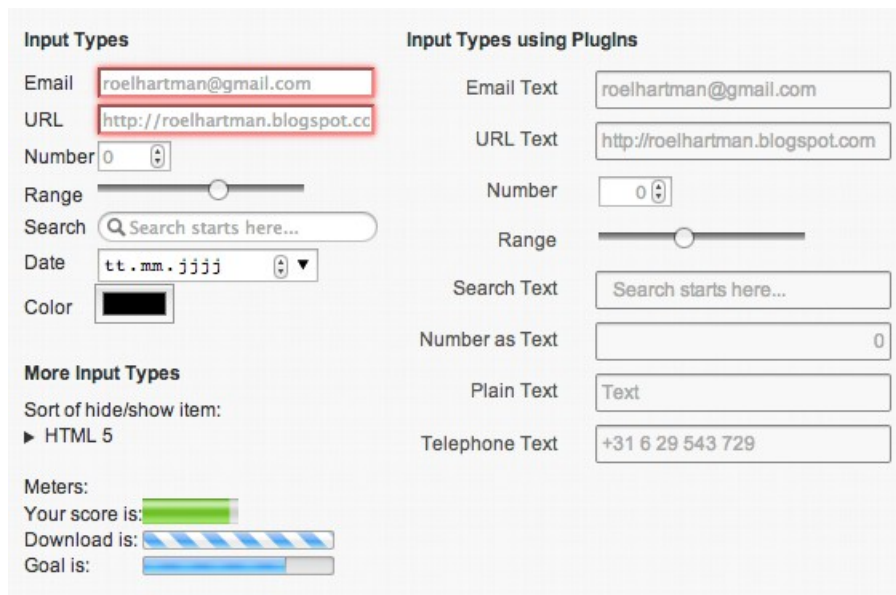 Input Types
Email roelhartman@gmail.com
URL http://roelhartman.blogspot.cc
Number 0
Range
Search Search starts here...
Date tt.mm.jjjj
Color
More Input Types
Sort of hide/show item:
▶ HTML 5
Meters:
Your score is:
Download is:
Goal is:
Input Types using PlugIns
Email Text roelhartman@gmail.com
URL Text http://roelhartman.blogspot.com
Number 0
Range
Search Text Search starts here...
Number as Text 0
Plain Text Text
Telephone Text +31 6 29 543 729